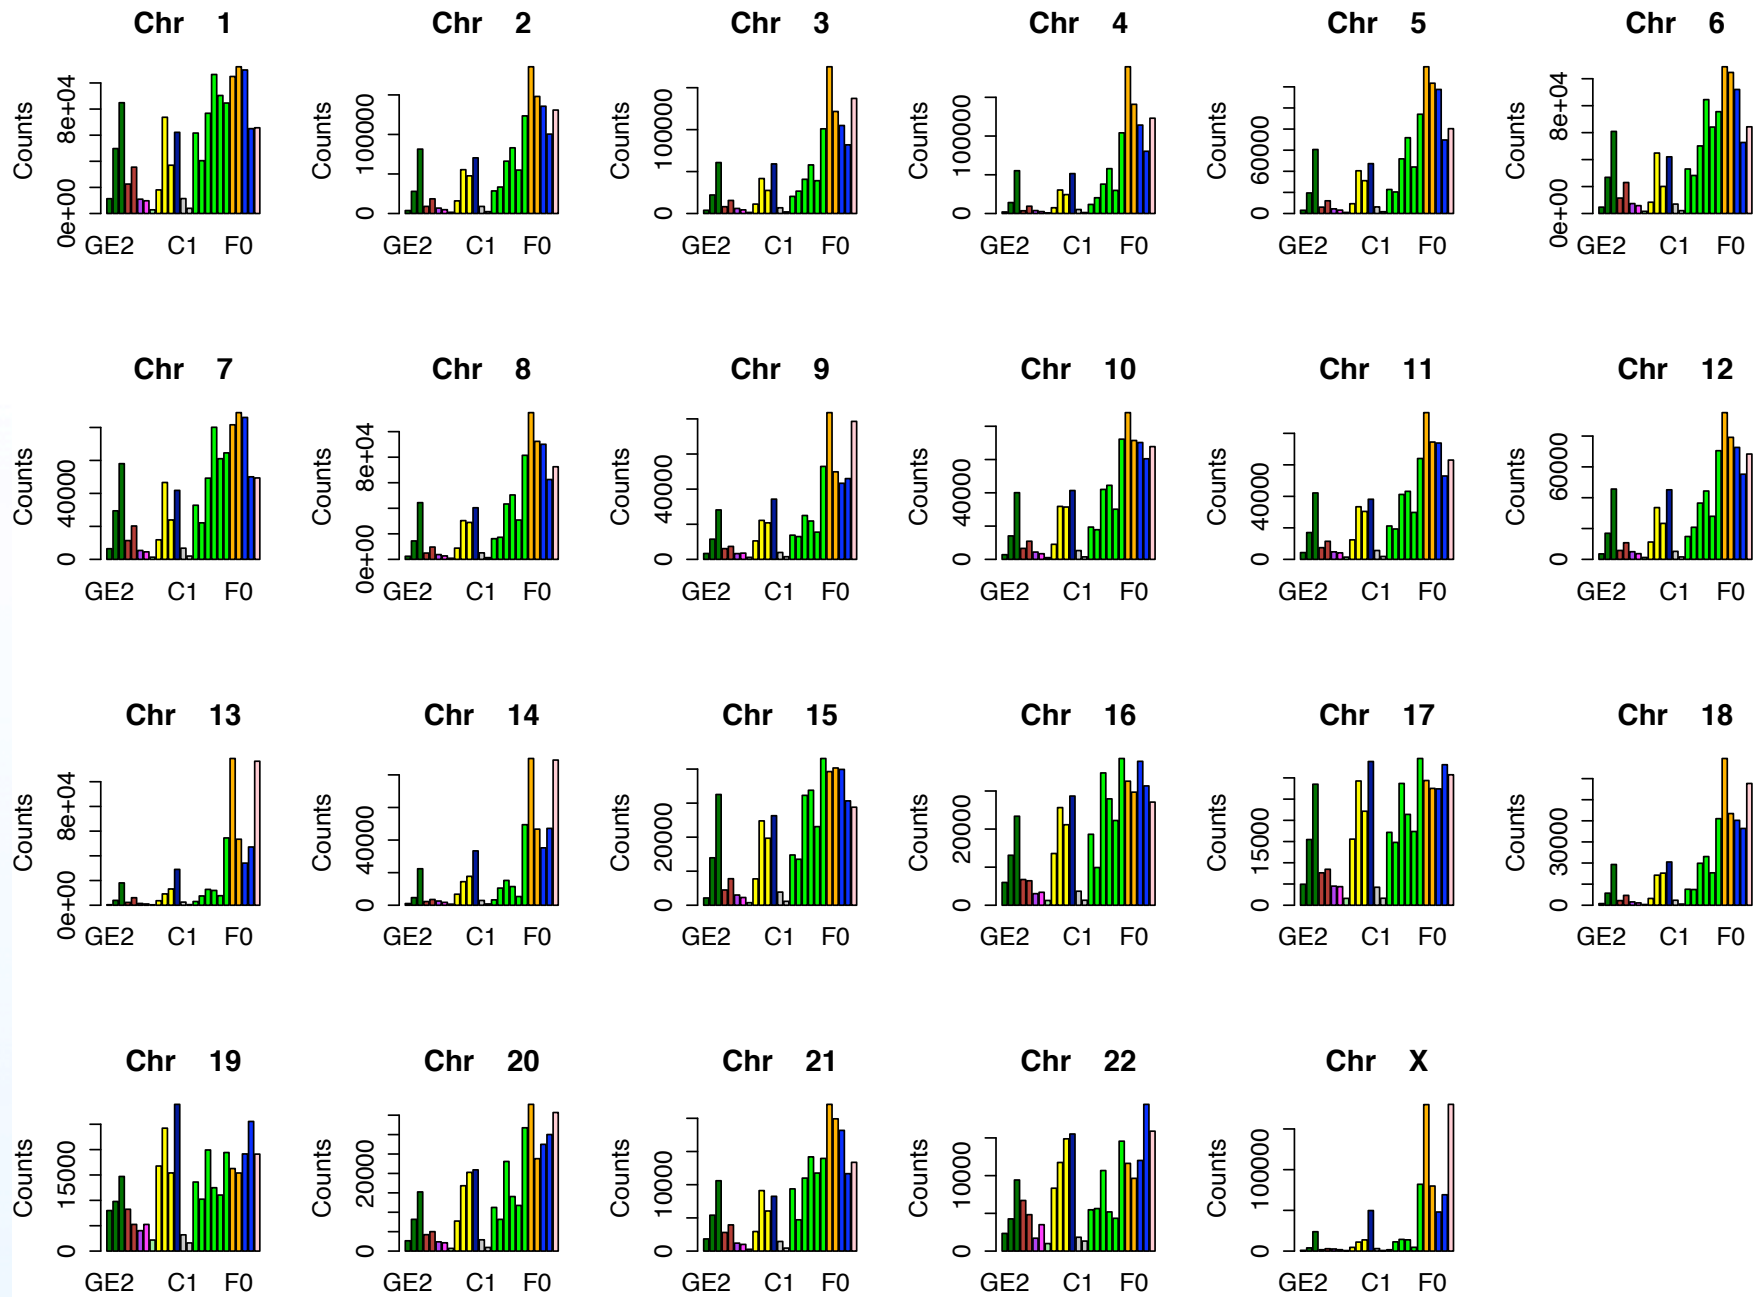 Chr 1
Counts
0e+00 8e+04
GE2 C1 F0
Chr 2
Counts
0 100000
GE2 C1 F0
Chr 3
Counts
0 100000
GE2 C1 F0
Chr 4
Counts
0 100000
GE2 C1 F0
Chr 5
Counts
0 60000
GE2 C1 F0
Chr 6
Counts
0e+00 8e+04
GE2 C1 F0
Chr 7
Counts
0 40000
GE2 C1 F0
Chr 8
Counts
0e+00 8e+04
GE2 C1 F0
Chr 9
Counts
0 40000
GE2 C1 F0
Chr 10
Counts
0 40000
GE2 C1 F0
Chr 11
Counts
0 40000
GE2 C1 F0
Chr 12
Counts
0 60000
GE2 C1 F0
Chr 13
Counts
0e+00 8e+04
GE2 C1 F0
Chr 14
Counts
0 40000
GE2 C1 F0
Chr 15
Counts
0 20000
GE2 C1 F0
Chr 16
Counts
0 20000
GE2 C1 F0
Chr 17
Counts
0 15000
GE2 C1 F0
Chr 18
Counts
0 30000
GE2 C1 F0
Chr 19
Counts
0 15000
GE2 C1 F0
Chr 20
Counts
0 20000
GE2 C1 F0
Chr 21
Counts
0 10000
GE2 C1 F0
Chr 22
Counts
0 10000
GE2 C1 F0
Chr X
Counts
0 100000
GE2 C1 F0